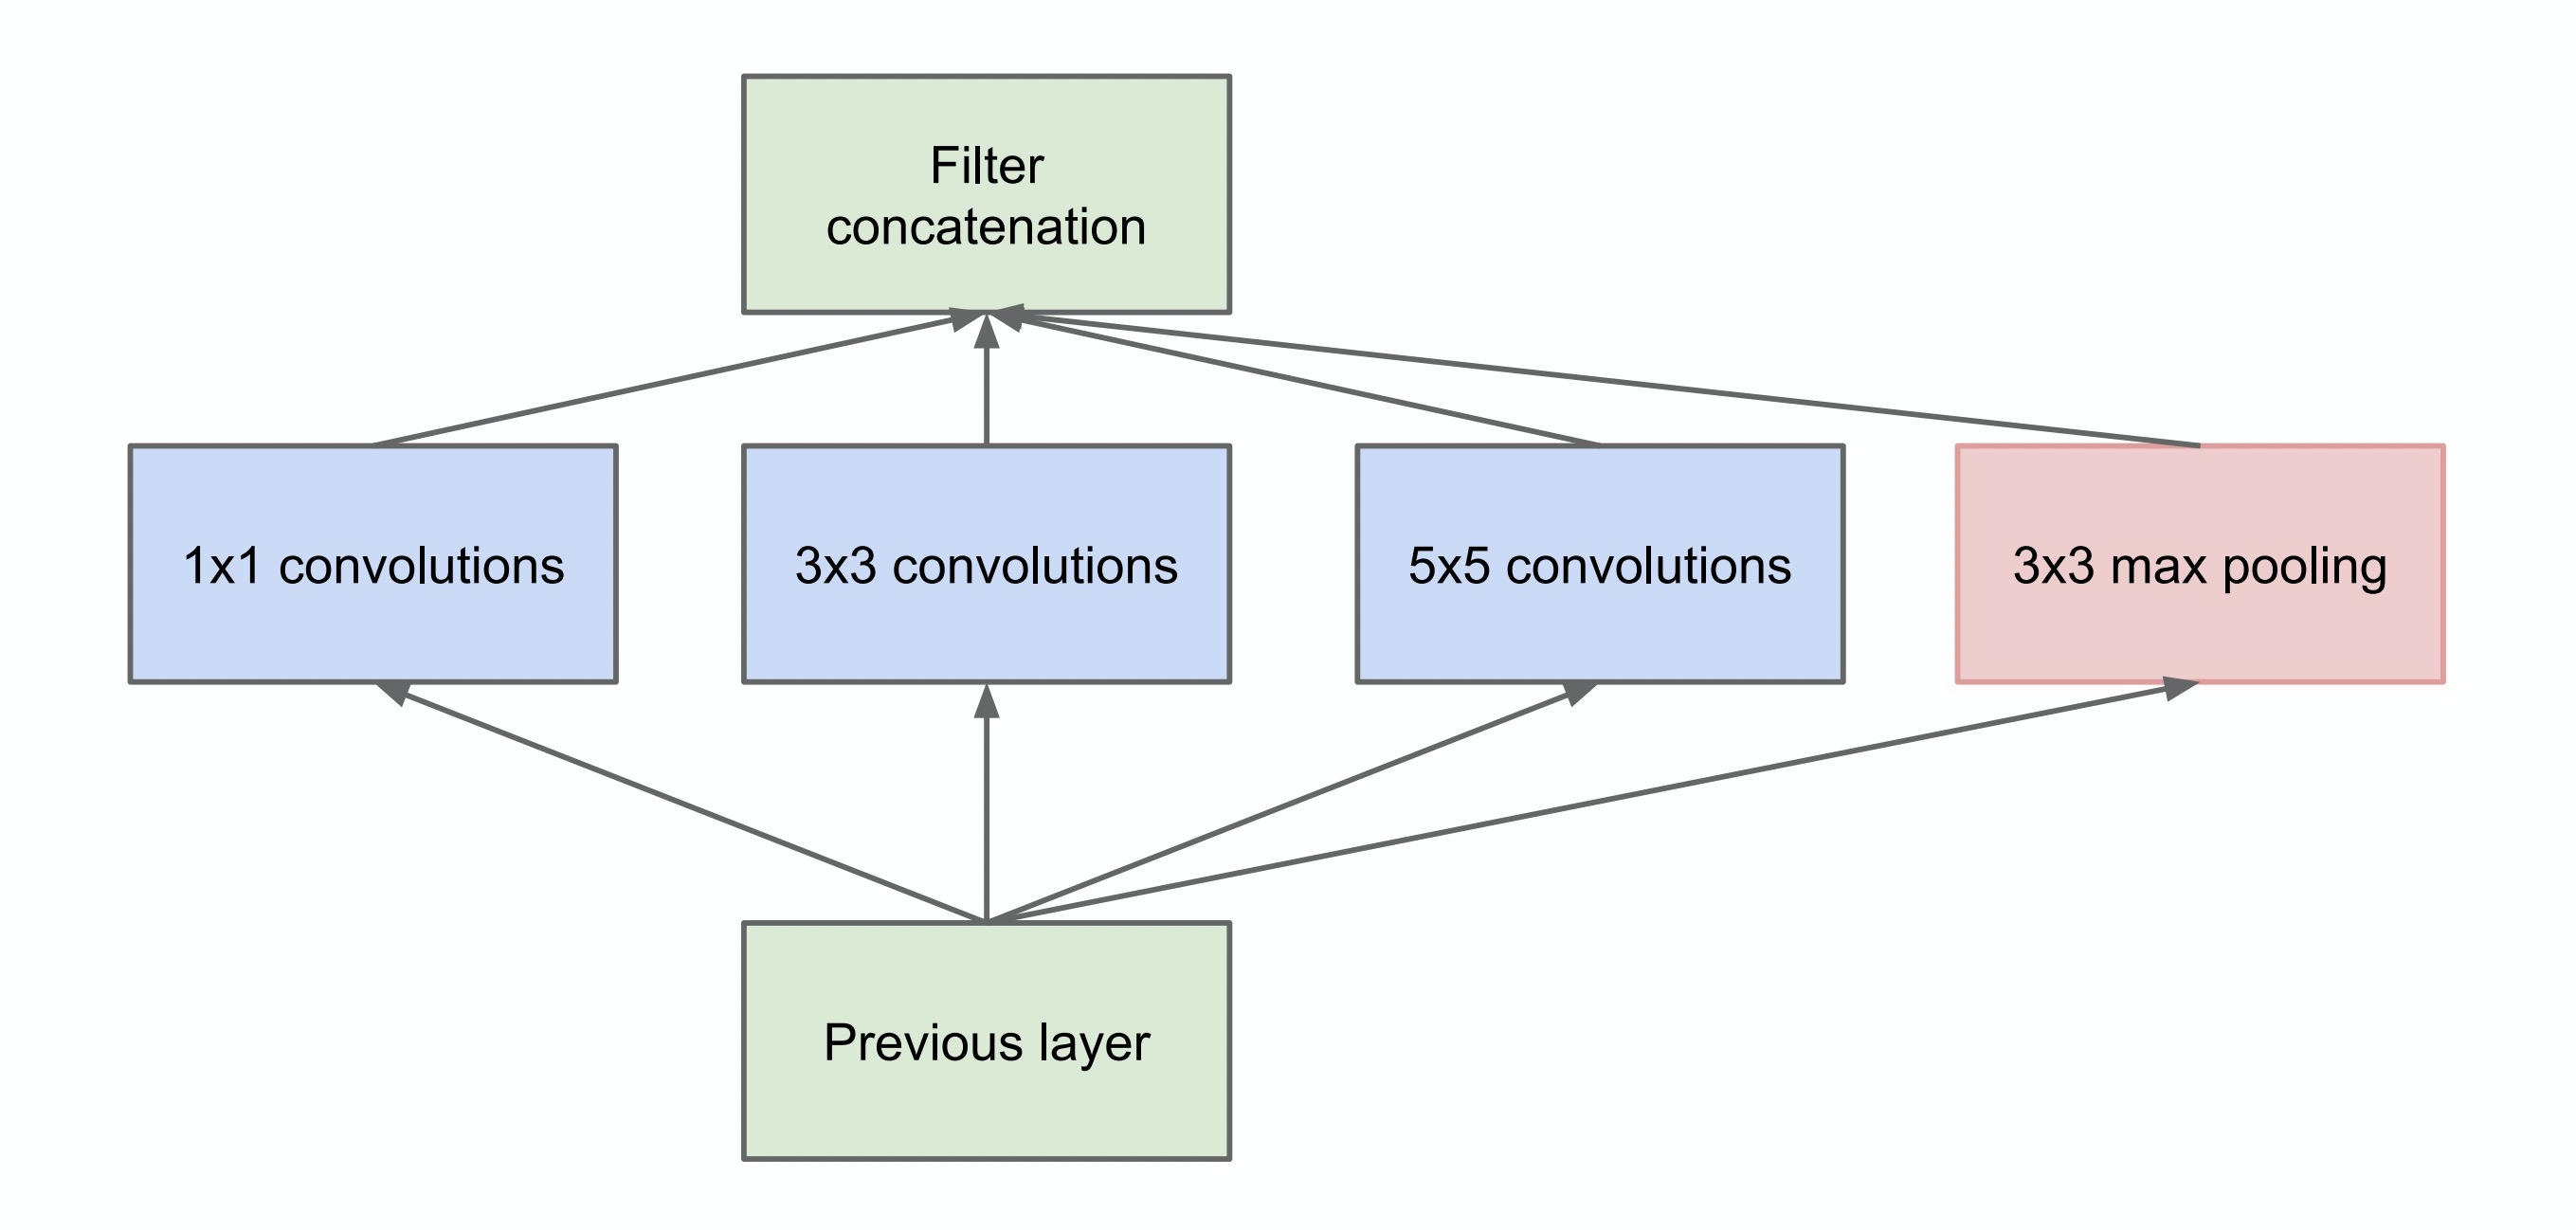 Filter
concatenation
1x1 convolutions
3x3 convolutions
5x5 convolutions
3x3 max pooling
Previous layer